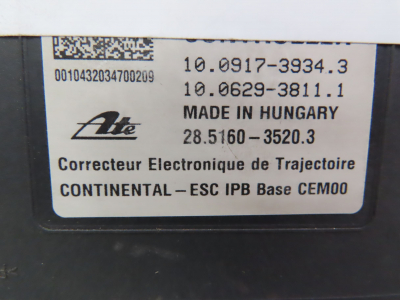 0010432034700209
10.0917-3934.3
10.0629-3811.1
MADE IN HUNGARY
Ate
28.5160-3520.3
Correcteur Electronique de Trajectoire
CONTINENTAL-ESC IPB Base CEM00